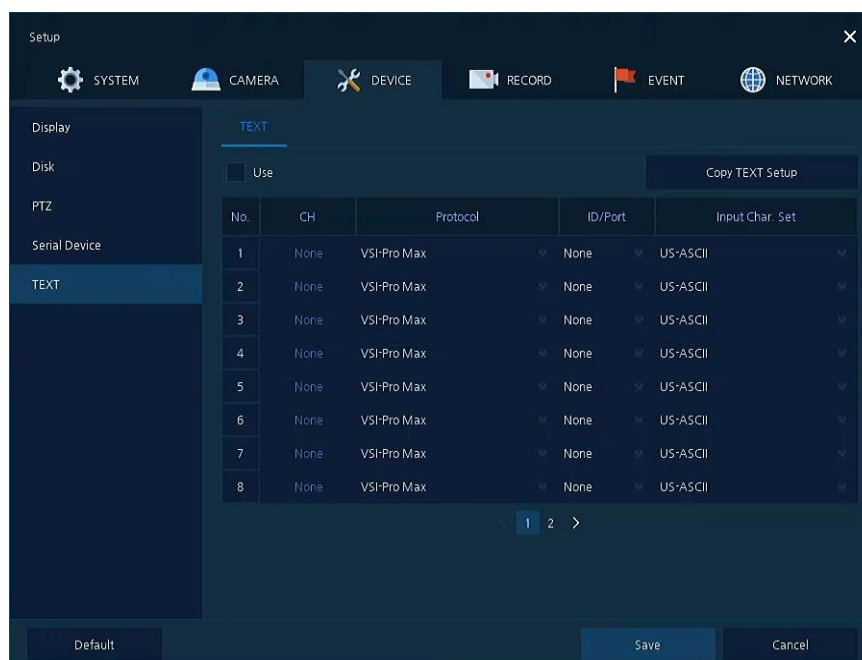 Setup
SYSTEM CAMERA DEVICE RECORD EVENT NETWORK
Display
Disk
PTZ
Serial Device
TEXT
TEXT
Use Copy TEXT Setup
No. CH Protocol ID/Port Input Char. Set
1 None VSI-Pro Max None US-ASCII
2 None VSI-Pro Max None US-ASCII
3 None VSI-Pro Max None US-ASCII
4 None VSI-Pro Max None US-ASCII
5 None VSI-Pro Max None US-ASCII
6 None VSI-Pro Max None US-ASCII
7 None VSI-Pro Max None US-ASCII
8 None VSI-Pro Max None US-ASCII
< 1 2 >
Default Save Cancel